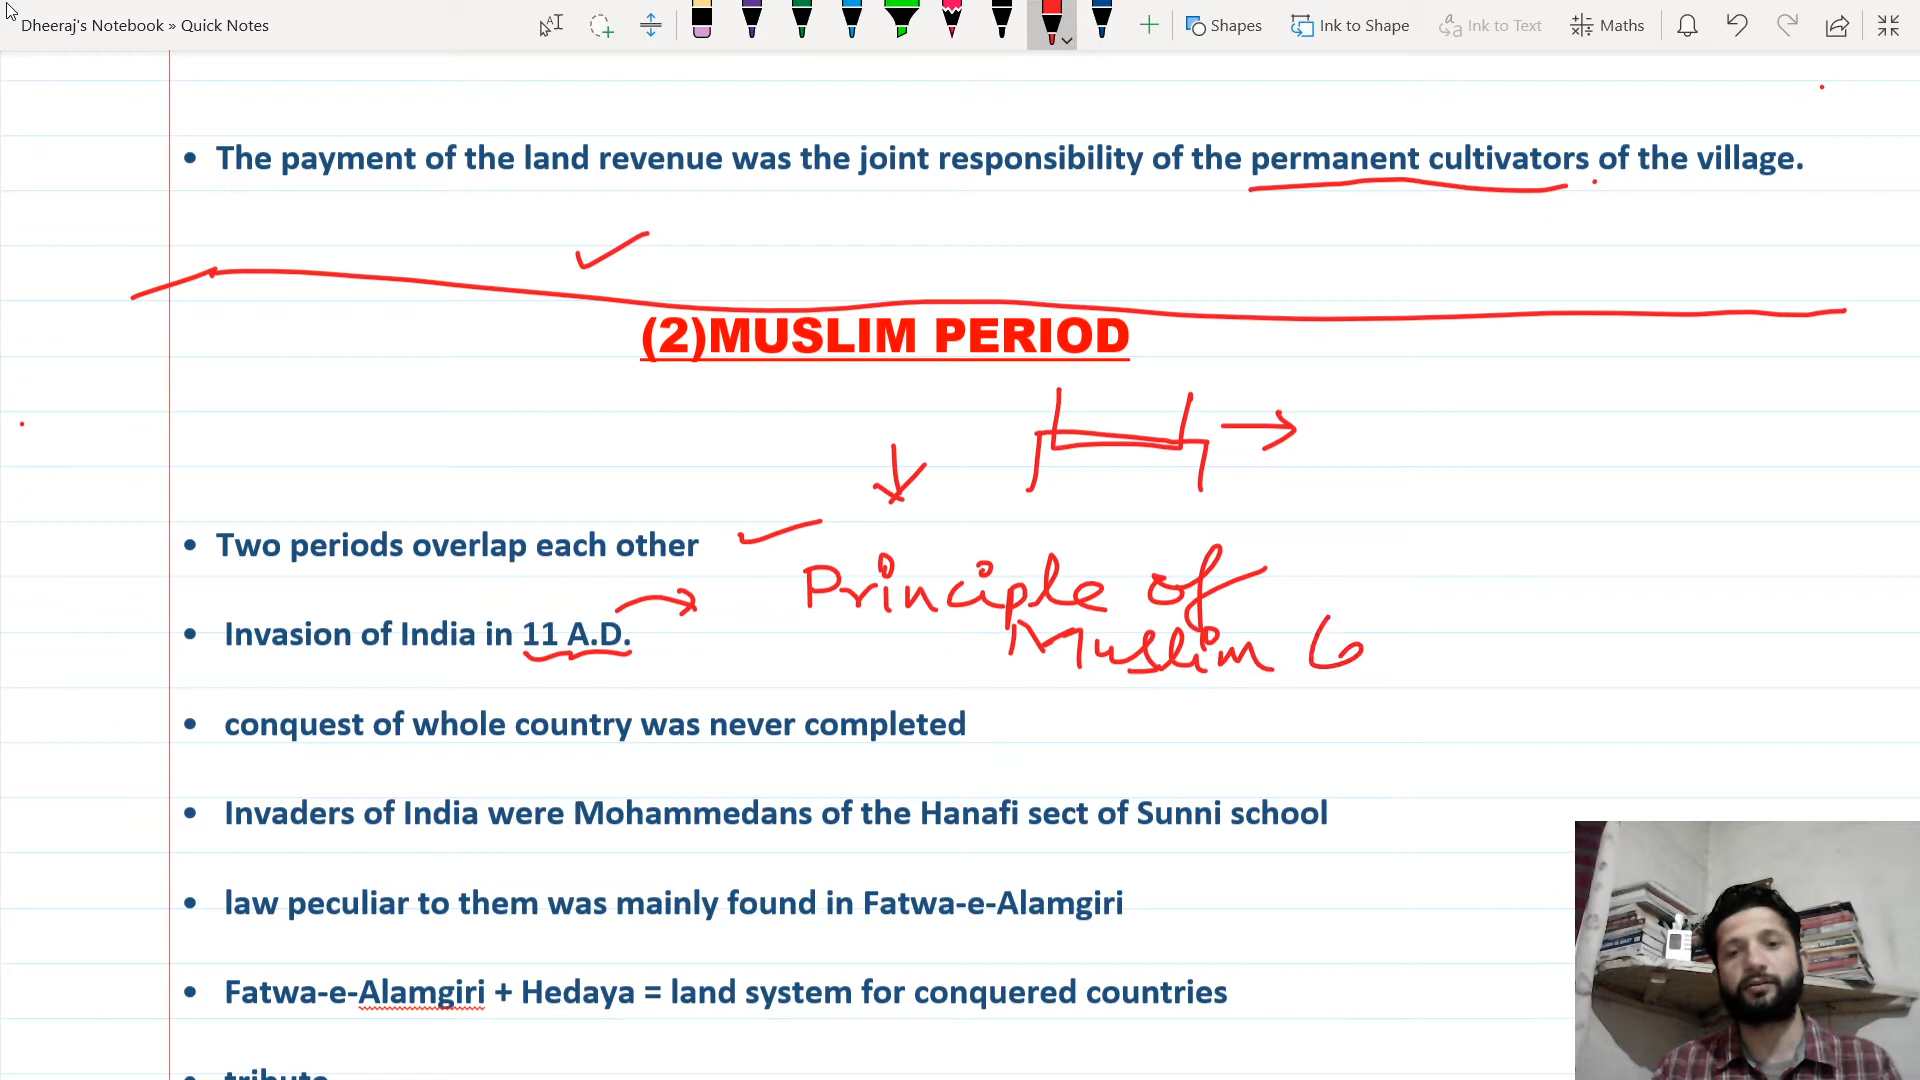 Dheeraj's Notebook » Quick Notes
Shapes
Ink to Shape
Ink to Text
Maths
• The payment of the land revenue was the joint responsibility of the permanent cultivators of the village.
(2)MUSLIM PERIOD
• Two periods overlap each other
Principle of
• Invasion of India in 11 A.D.
Muslim
• conquest of whole country was never completed
• Invaders of India were Mohammedans of the Hanafi sect of Sunni school
• law peculiar to them was mainly found in Fatwa-e-Alamgiri
• Fatwa-e-Alamgiri + Hedaya = land system for conquered countries
• tribute